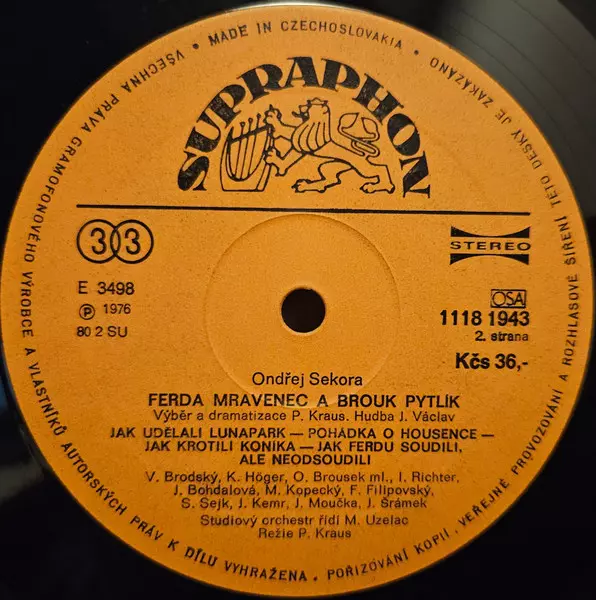 VŠECHNA PRÁVA GRAMOFONOVÉHO VÝROBCE A VLASTNÍKŮ AUTORSKÝCH PRÁV K DÍLU VYHRAŽENA. POŘIZOVÁNÍ KOPIÍ, VEŘEJNÉ PROVOZOVÁNÍ A ROZHLASOVÉ ŠÍŘENÍ TÉTO DESKY JE ZAKÁZÁNO • MADE IN CZECHOSLOVAKIA •
SUPRAPHON
33
STEREO
E 3498
Ⓟ 1976
80 2 SU
OSA
1118 1943
2. strana
Kčs 36,-
Ondřej Sekora
FERDA MRAVENEC A BROUK PYTLÍK
Výběr a dramatizace P. Kraus. Hudba J. Václav
JAK UDĚLALI LUNAPARK — POHÁDKA O HOUSENCE —
JAK KROTILI KONÍKA — JAK FERDU SOUDILI,
ALE NEODSOUDILI
V. Brodský, K. Höger, O. Brousek ml., I. Richter,
J. Bohdalová, M. Kopecký, F. Filipovský,
S. Sejk, J. Kemr, J. Moučka, J. Šrámek
Studiový orchestr řídí M. Uzelac
Režie P. Kraus